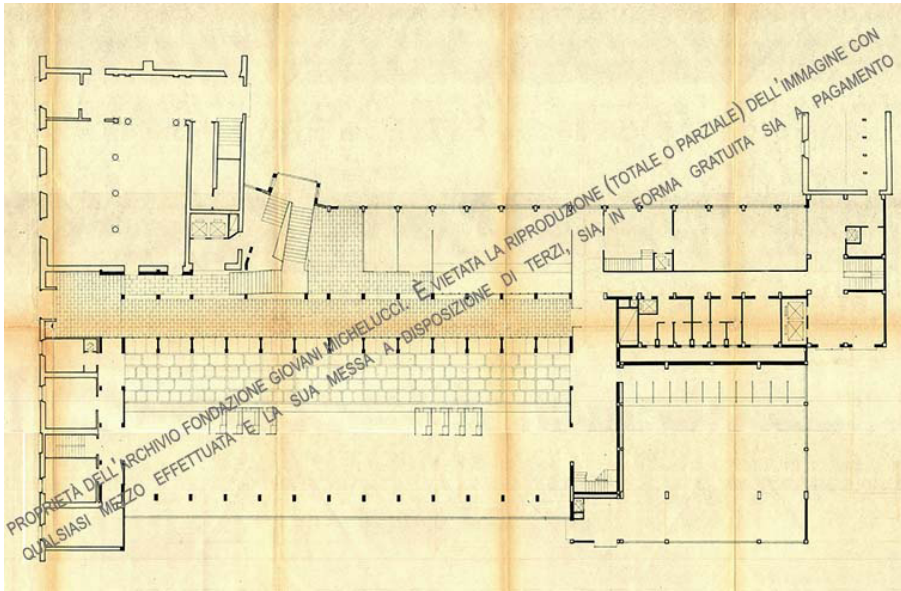 PROPRIETÀ DELL'ARCHIVIO FONDAZIONE GIOVANI MICHELUCCI. È VIETATA LA RIPRODUZIONE (TOTALE O PARZIALE) DELL'IMMAGINE CON
QUALSIASI MEZZO EFFETTUATA E LA SUA MESSA A DISPOSIZIONE DI TERZI, SIA, IN FORMA GRATUITA SIA A PAGAMENTO